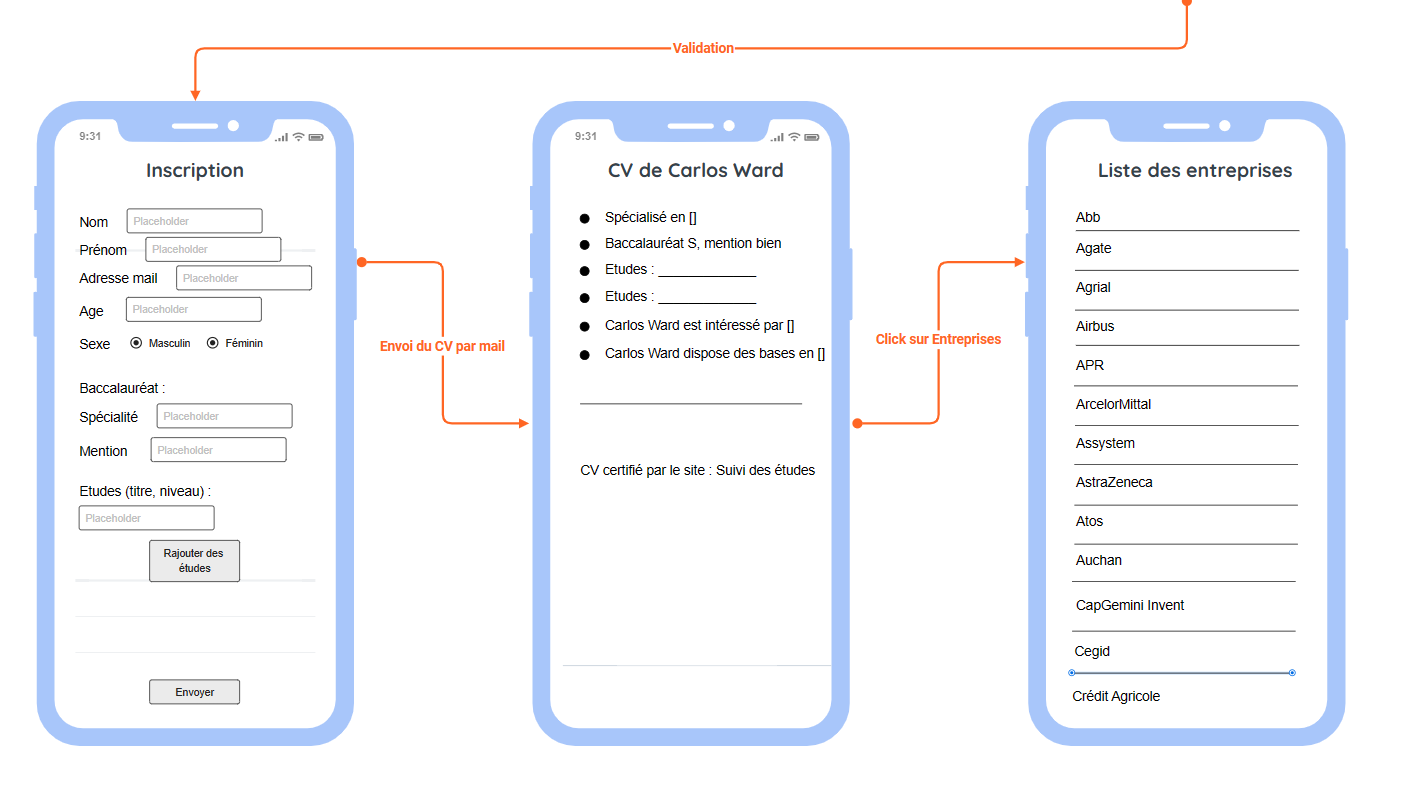 Validation
9:31
Inscription
Nom Placeholder
Prénom Placeholder
Adresse mail Placeholder
Age Placeholder
Sexe Masculin Féminin
Baccalauréat :
Spécialité Placeholder
Mention Placeholder
Etudes (titre, niveau) :
Placeholder
Rajouter des
études
Envoyer
Envoi du CV par mail
9:31
CV de Carlos Ward
Spécialisé en []
Baccalauréat S, mention bien
Etudes : _____________
Etudes : _____________
Carlos Ward est intéressé par []
Carlos Ward dispose des bases en []
CV certifié par le site : Suivi des études
Click sur Entreprises
Liste des entreprises
Abb
Agate
Agrial
Airbus
APR
ArcelorMittal
Assystem
AstraZeneca
Atos
Auchan
CapGemini Invent
Cegid
Crédit Agricole